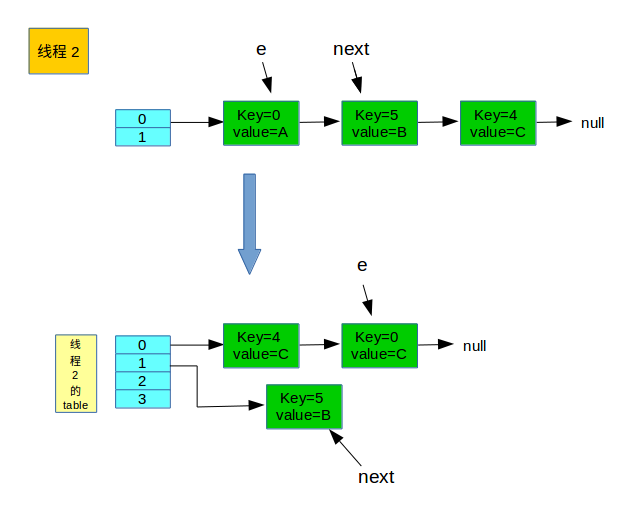 线程 2
e
next
0
1
Key=0
value=A
Key=5
value=B
Key=4
value=C
null
e
线
程
2
的
table
0
1
2
3
Key=4
value=C
Key=0
value=C
null
Key=5
value=B
next